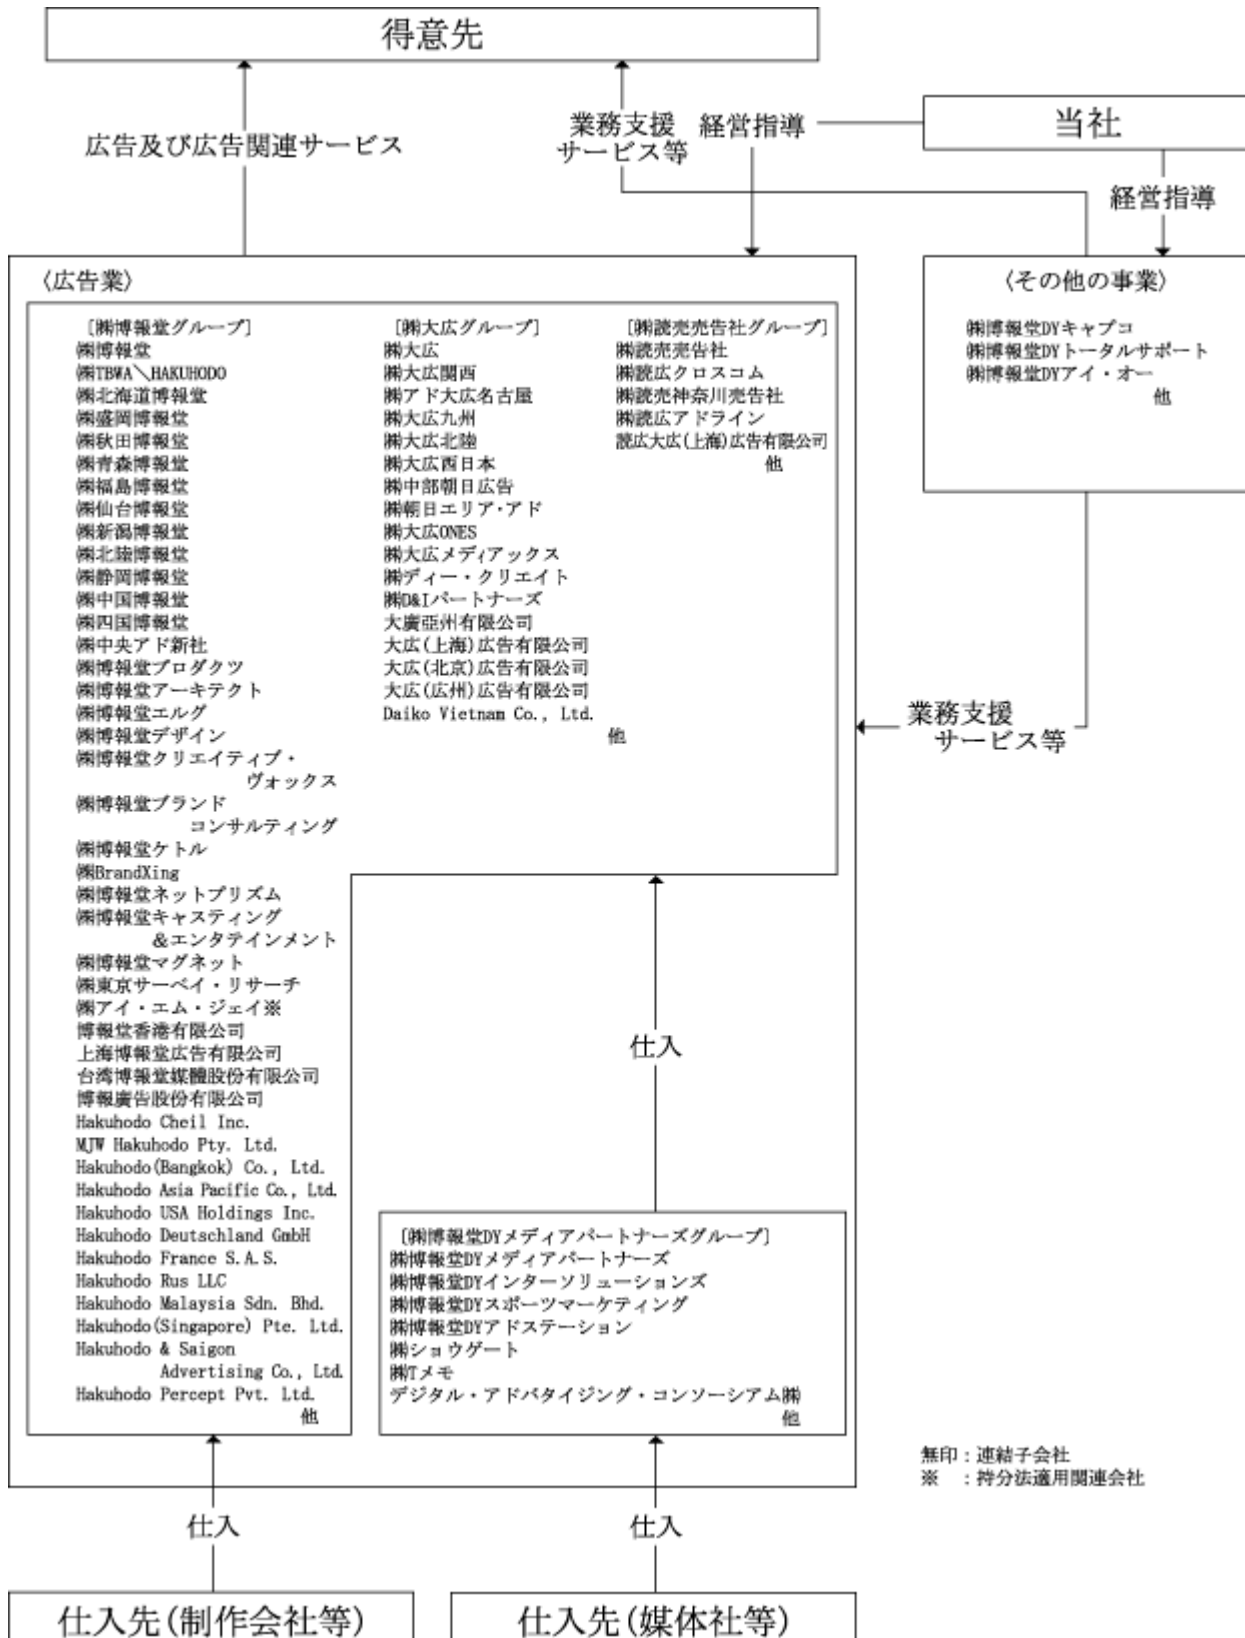 得意先
広告及び広告関連サービス
業務支援
サービス等
経営指導
当社
経営指導
〈広告業〉
[㈱博報堂グループ]
㈱博報堂
㈱TBWA＼HAKUHODO
㈱北海道博報堂
㈱盛岡博報堂
㈱秋田博報堂
㈱青森博報堂
㈱福島博報堂
㈱仙台博報堂
㈱新潟博報堂
㈱北陸博報堂
㈱静岡博報堂
㈱中国博報堂
㈱四国博報堂
㈱中央アド新社
㈱博報堂プロダクツ
㈱博報堂アーキテクト
㈱博報堂エルグ
㈱博報堂デザイン
㈱博報堂クリエイティブ・
ヴォックス
㈱博報堂ブランド
コンサルティング
㈱博報堂ケトル
㈱BrandXing
㈱博報堂ネットプリズム
㈱博報堂キャスティング
＆エンタテインメント
㈱博報堂マグネット
㈱東京サーベイ・リサーチ
㈱アイ・エム・ジェイ※
博報堂香港有限公司
上海博報堂広告有限公司
台湾博報堂媒體股份有限公司
博報廣告股份有限公司
Hakuhodo Cheil Inc.
MJW Hakuhodo Pty. Ltd.
Hakuhodo(Bangkok) Co., Ltd.
Hakuhodo Asia Pacific Co., Ltd.
Hakuhodo USA Holdings Inc.
Hakuhodo Deutschland GmbH
Hakuhodo France S.A.S.
Hakuhodo Rus LLC
Hakuhodo Malaysia Sdn. Bhd.
Hakuhodo(Singapore) Pte. Ltd.
Hakuhodo & Saigon
Advertising Co., Ltd.
Hakuhodo Percept Pvt. Ltd.
他
[㈱大広グループ]
㈱大広
㈱大広関西
㈱アド大広名古屋
㈱大広九州
㈱大広北陸
㈱大広西日本
㈱中部朝日広告
㈱朝日エリア・アド
㈱大広ONES
㈱大広メディアックス
㈱ディー・クリエイト
㈱D&Iパートナーズ
大廣亞州有限公司
大広(上海)広告有限公司
大広(北京)広告有限公司
大広(広州)広告有限公司
Daiko Vietnam Co., Ltd.
他
[㈱読売売告社グループ]
㈱読売売告社
㈱読広クロスコム
㈱読売神奈川売告社
㈱読広アドライン
読広大広(上海)広告有限公司
他
〈その他の事業〉
㈱博報堂DYキャプコ
㈱博報堂DYトータルサポート
㈱博報堂DYアイ・オー
他
業務支援
サービス等
仕入
[㈱博報堂DYメディアパートナーズグループ]
㈱博報堂DYメディアパートナーズ
㈱博報堂DYインターソリューションズ
㈱博報堂DYスポーツマーケティング
㈱博報堂DYアドステーション
㈱ショウゲート
㈱Tメモ
デジタル・アドバタイジング・コンソーシアム㈱
他
無印：連結子会社
※　：持分法適用関連会社
仕入
仕入
仕入先(制作会社等)
仕入先(媒体社等)